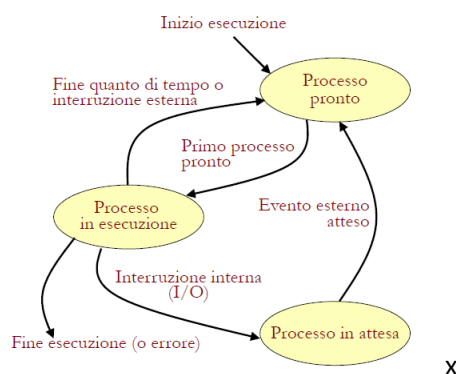 Inizio esecuzione
Processo
pronto
Fine quanto di tempo o
interruzione esterna
Primo processo
pronto
Processo
in esecuzione
Evento esterno
atteso
Interruzione interna
(I/O)
Fine esecuzione (o errore)
Processo in attesa
x